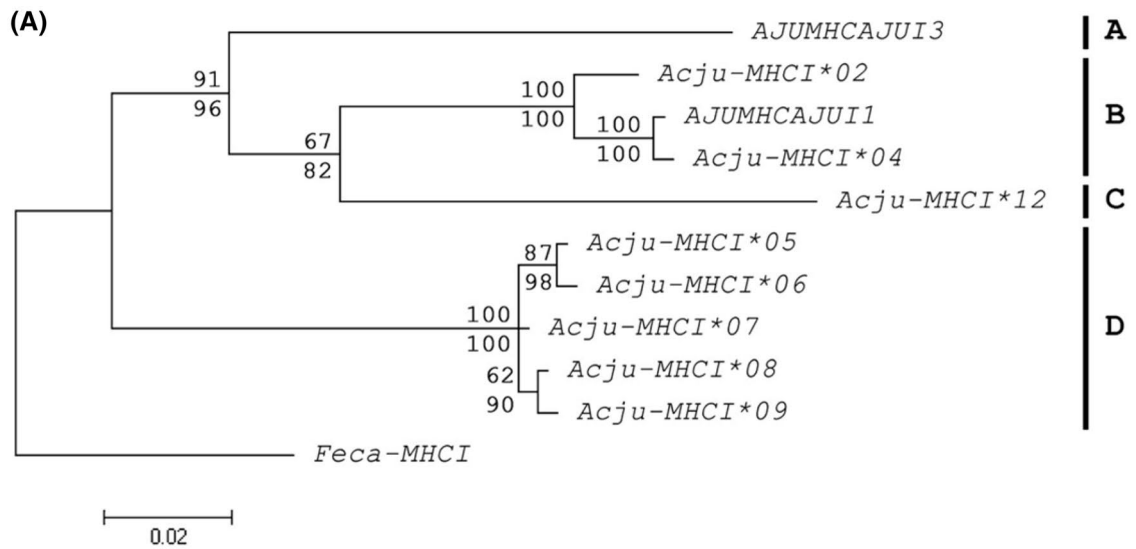 (A)
AJUMHCAJUI3 A
91
96
Acju-MHCI*02
100
100
AJUMHCAJUI1 B
100
100
Acju-MHCI*04
67
82
Acju-MHCI*12 C
Acju-MHCI*05
87
98
Acju-MHCI*06
100
100
Acju-MHCI*07 D
Acju-MHCI*08
62
90
Acju-MHCI*09
Feca-MHCI
0.02